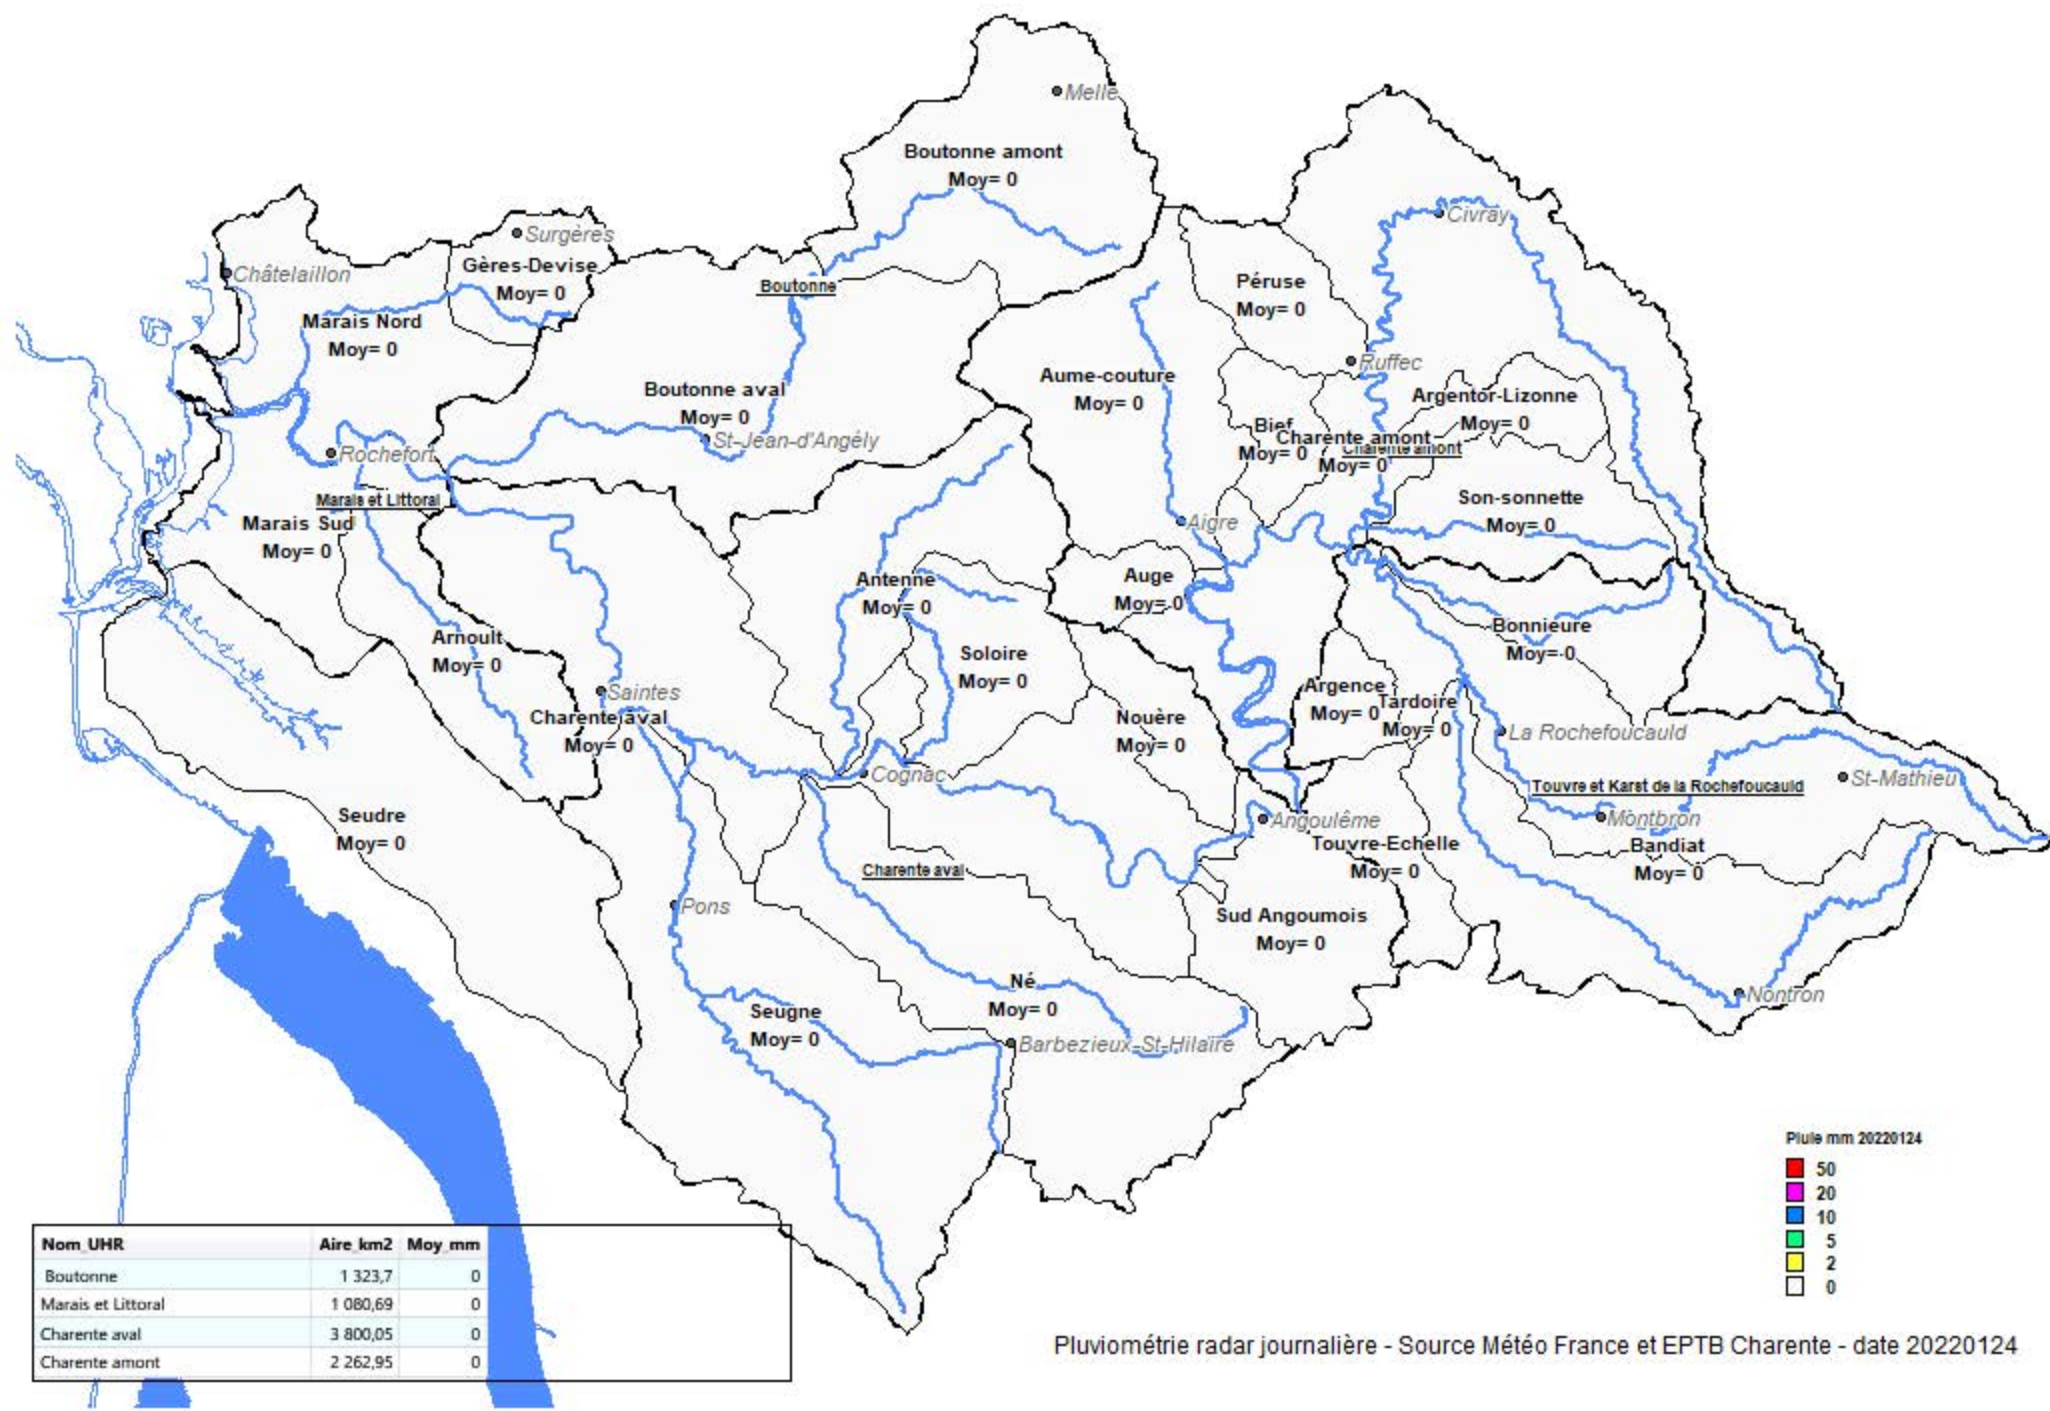 Melle
Boutonne amont
Moy= 0
Civray
Surgères
Châtelaillon
Gères-Devise
Moy= 0
Boutonne
Péruse
Moy= 0
Marais Nord
Moy= 0
Ruffec
Aume-couture
Moy= 0
Boutonne aval
Moy= 0
Argentor-Lizonne
Moy= 0
St-Jean-d'Angély
Bief
Moy= 0
Charente amont
Moy= 0
Charente amont
Rochefort
Marais et Littoral
Son-sonnette
Moy= 0
Marais Sud
Moy= 0
Aigre
Antenne
Moy= 0
Auge
Moy= 0
Bonnieure
Moy= 0
Arnoult
Moy= 0
Soloire
Moy= 0
Saintes
Argence
Moy= 0
Tardoire
Moy= 0
Charente aval
Moy= 0
Nouère
Moy= 0
La Rochefoucauld
Cognac
Touvre et Karst de la Rochefoucauld
St-Mathieu
Seudre
Moy= 0
Angoulême
Montbron
Touvre-Echelle
Moy= 0
Bandiat
Moy= 0
Charente aval
Pons
Sud Angoumois
Moy= 0
Né
Moy= 0
Nontron
Seugne
Moy= 0
Barbezieux-St-Hilaire
Pluie mm 20220124
50
20
10
5
2
0
Nom_UHR Aire_km2 Moy_mm
Boutonne 1 323,7 0
Marais et Littoral 1 080,69 0
Charente aval 3 800,05 0
Charente amont 2 262,95 0
Pluviométrie radar journalière - Source Météo France et EPTB Charente - date 20220124